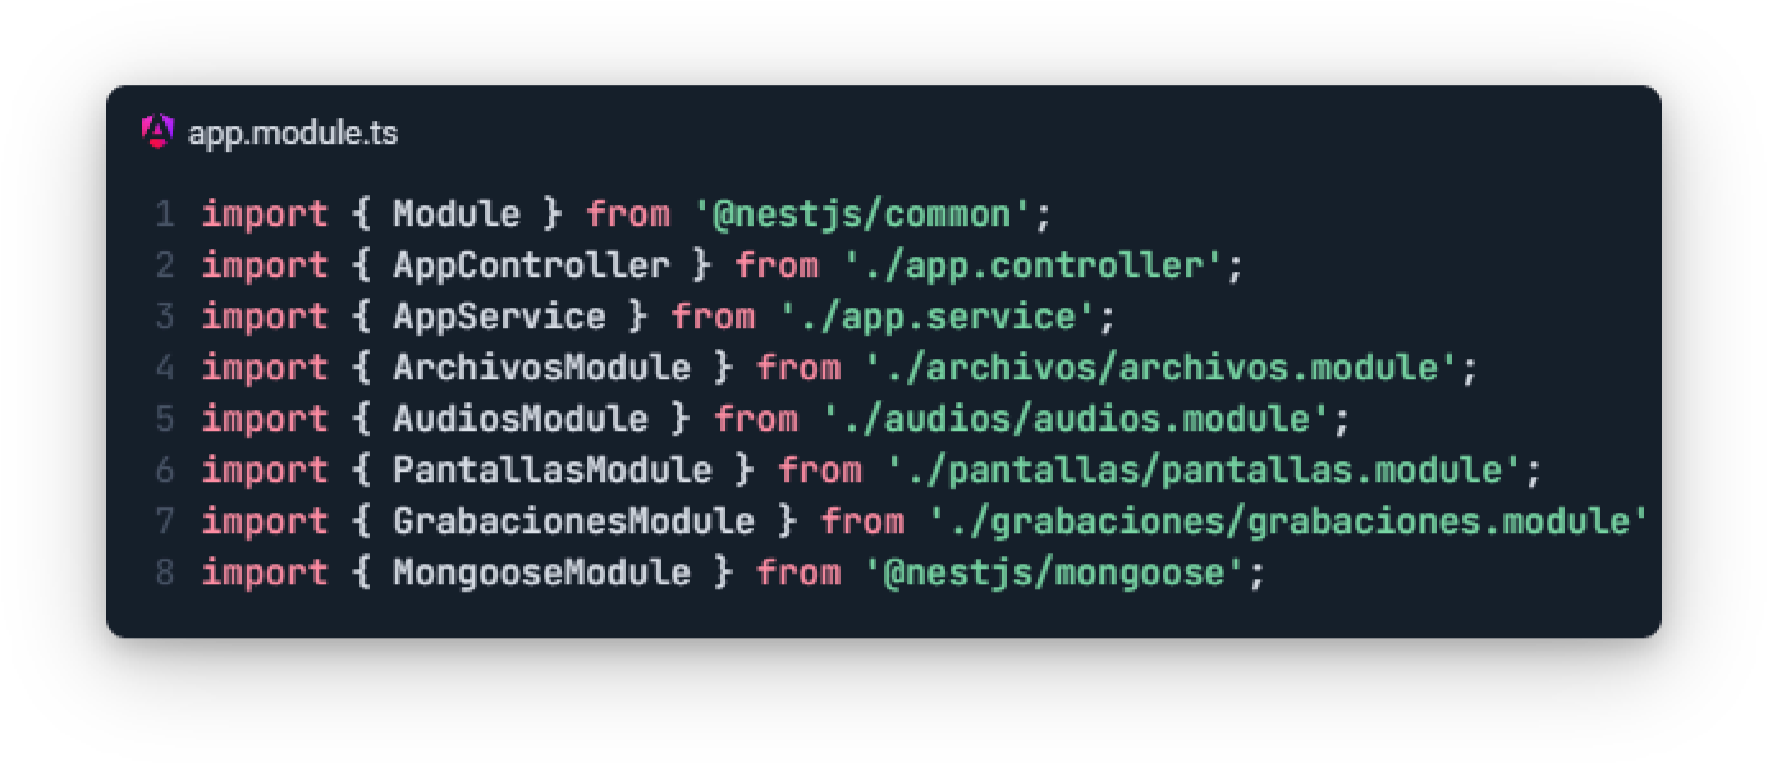 app.module.ts
1 import { Module } from '@nestjs/common';
2 import { AppController } from './app.controller';
3 import { AppService } from './app.service';
4 import { ArchivosModule } from './archivos/archivos.module';
5 import { AudiosModule } from './audios/audios.module';
6 import { PantallasModule } from './pantallas/pantallas.module';
7 import { GrabacionesModule } from './grabaciones/grabaciones.module'
8 import { MongooseModule } from '@nestjs/mongoose';